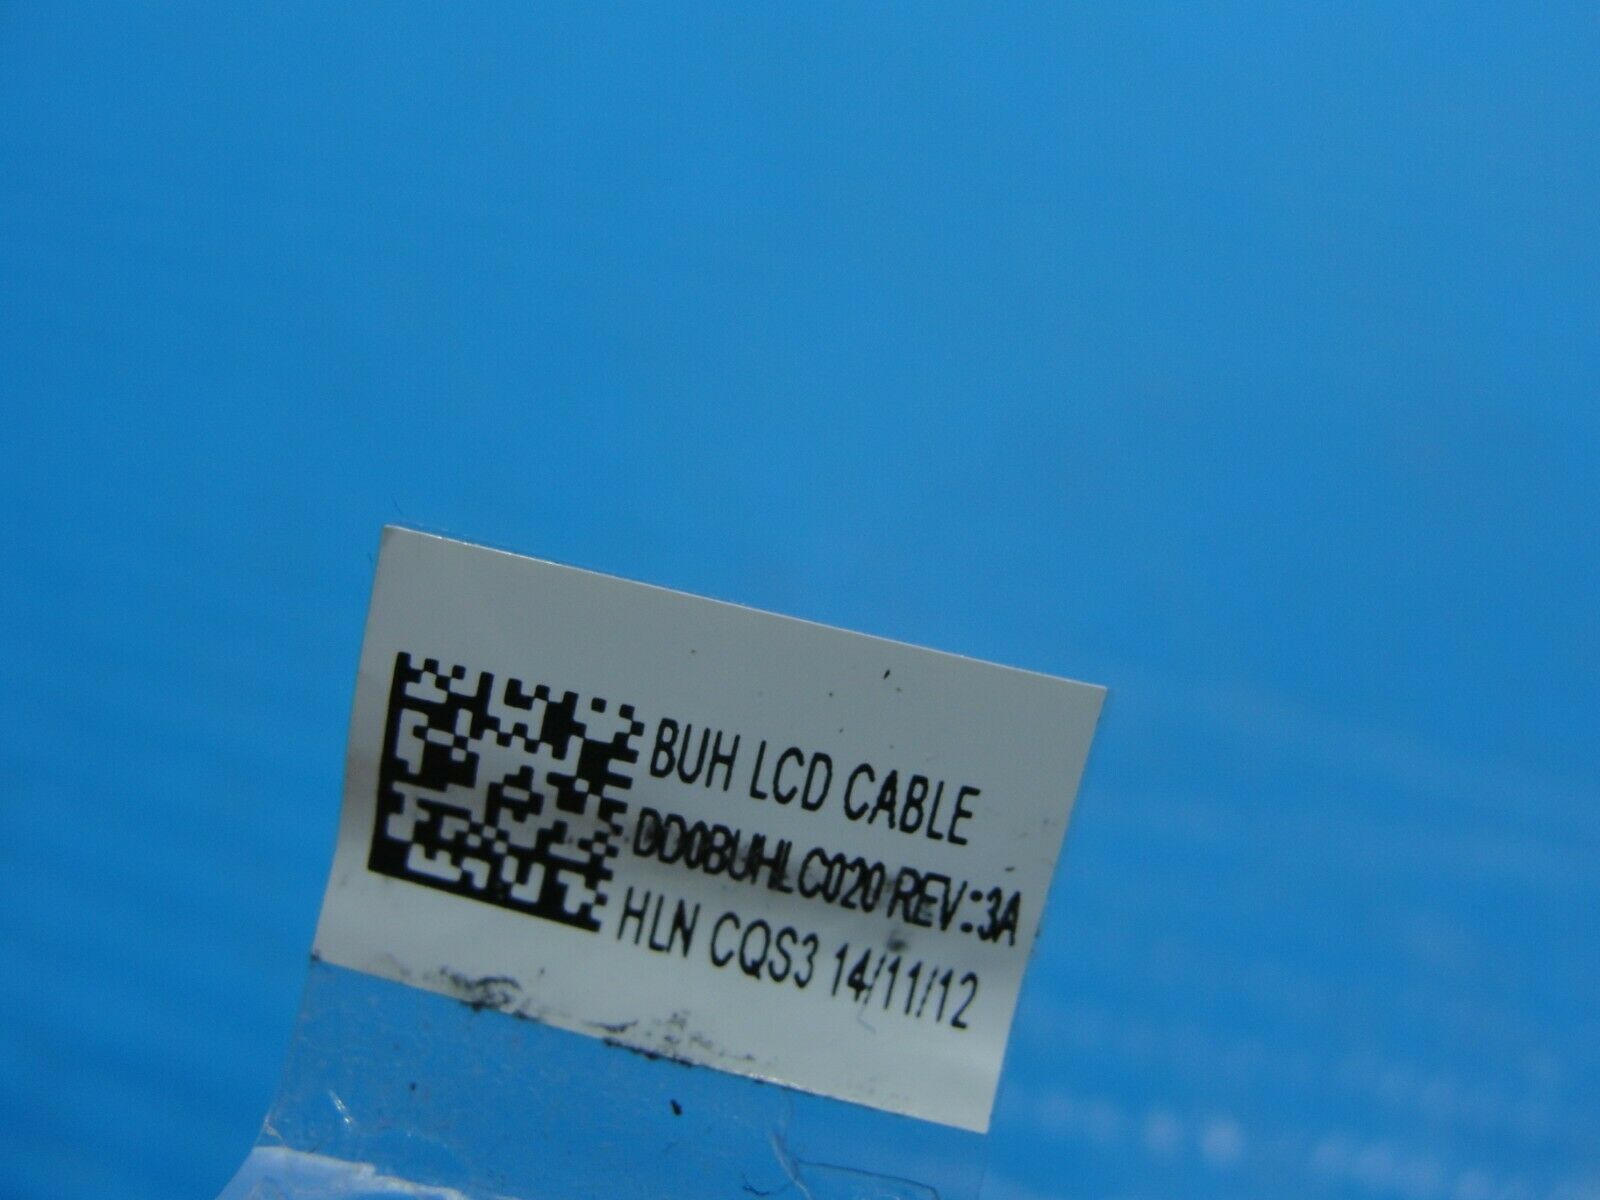 BUH LCD CABLE
DD0BUHLC020 REV:3A
HLN CQS3 14/11/12